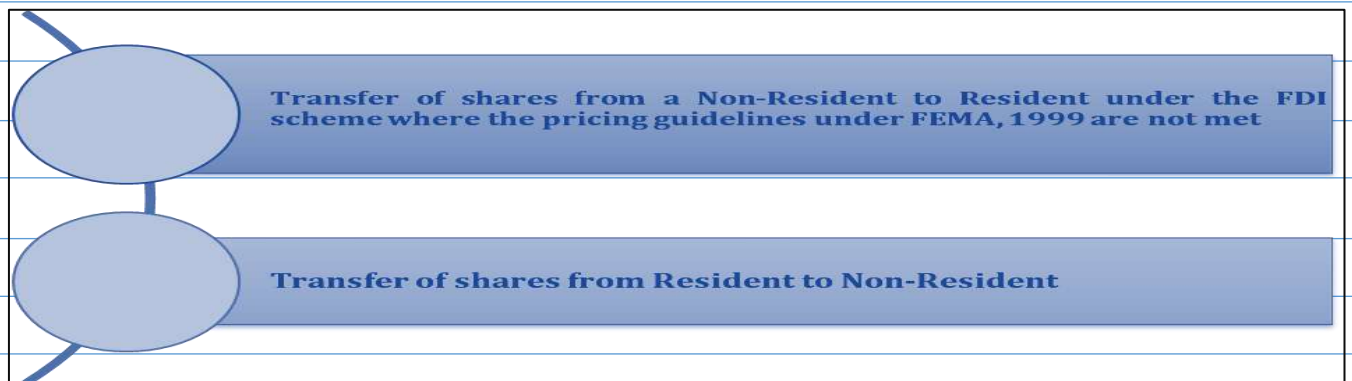 Transfer of shares from a Non-Resident to Resident under the FDI
scheme where the pricing guidelines under FEMA, 1999 are not met
Transfer of shares from Resident to Non-Resident